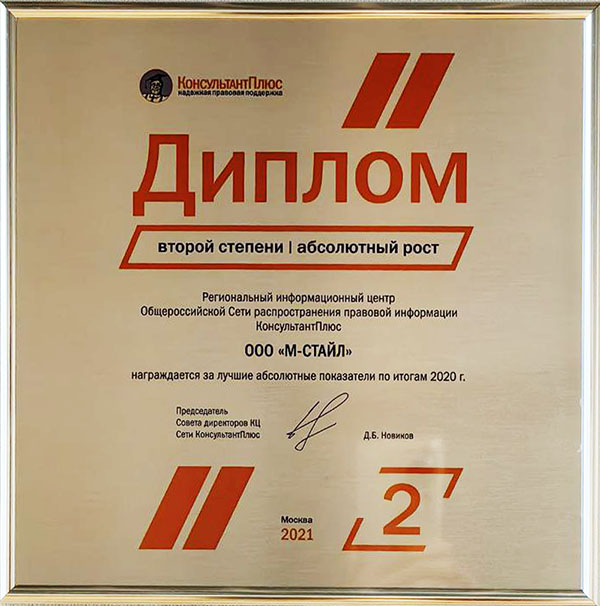 КонсультантПлюс
надежная правовая поддержка
Диплом
второй степени | абсолютный рост
Региональный информационный центр
Общероссийской Сети распространения правовой информации
КонсультантПлюс
ООО «М-СТАЙЛ»
награждается за лучшие абсолютные показатели по итогам 2020 г.
Председатель
Совета директоров КЦ
Сети КонсультантПлюс
Д.Б. Новиков
Москва
2021
2